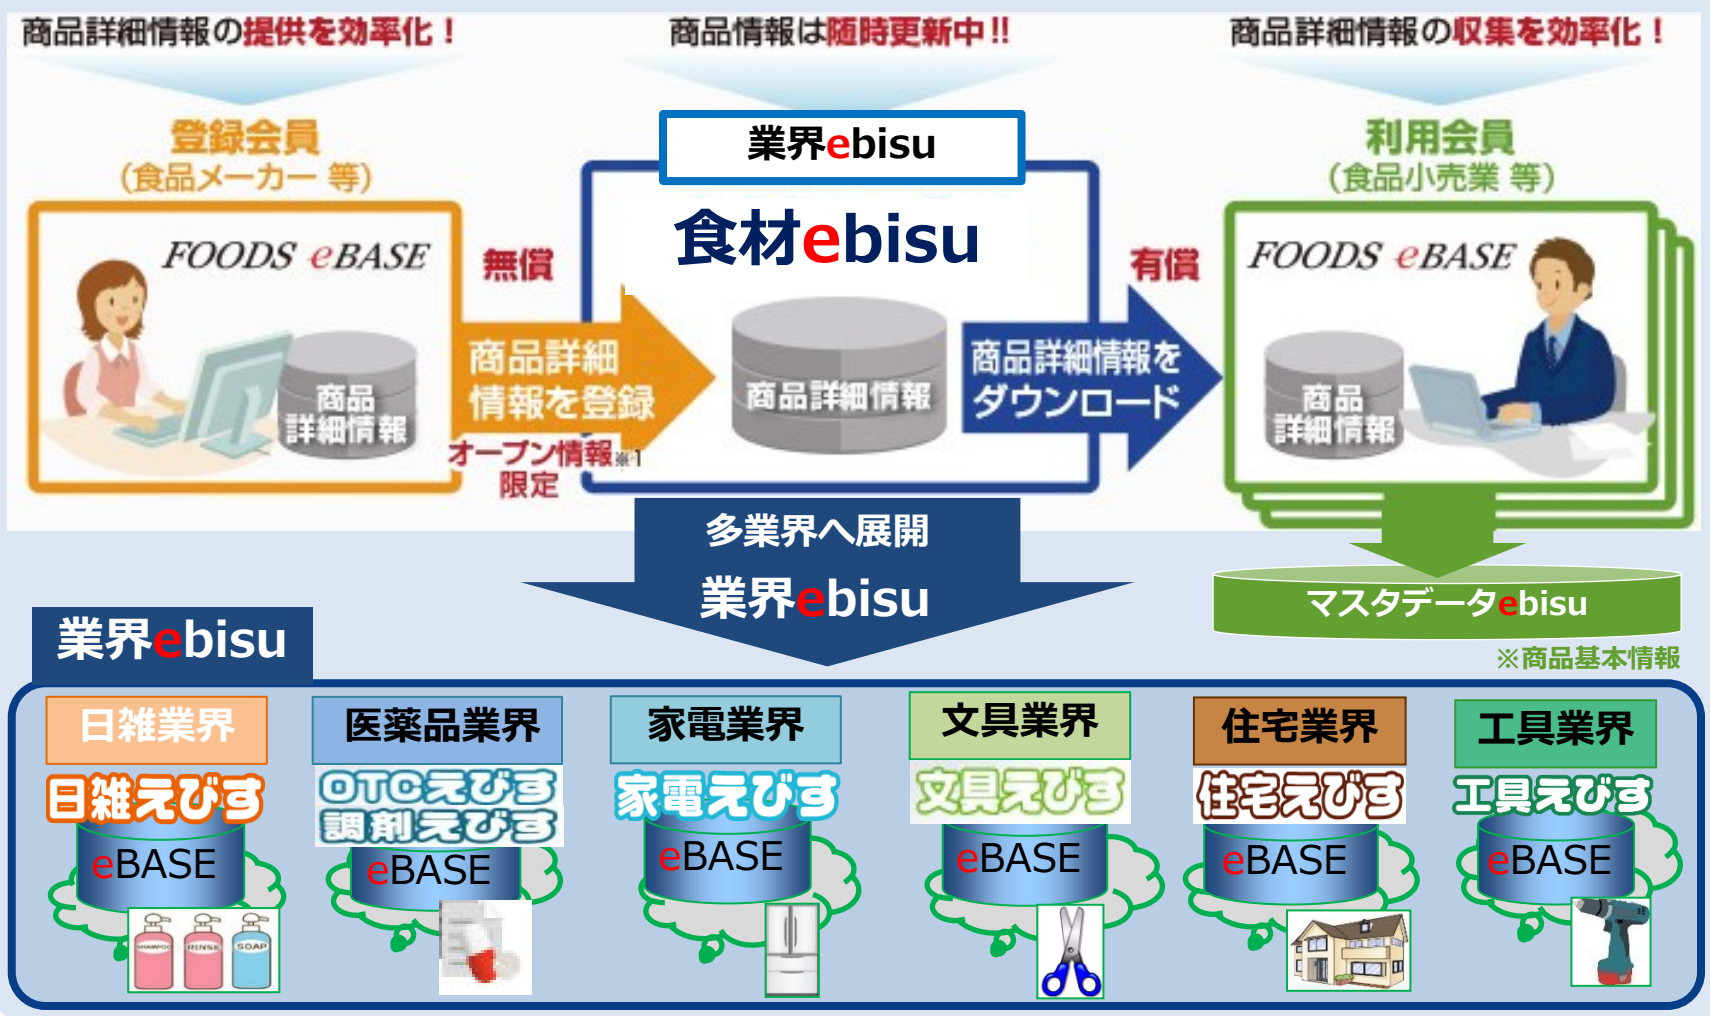 商品詳細情報の提供を効率化！
商品情報は随時更新中!!
商品詳細情報の収集を効率化！
登録会員
（食品メーカー 等）
業界ebisu
利用会員
（食品小売業 等）
FOODS eBASE
無償
食材ebisu
有償
FOODS eBASE
商品
詳細情報
商品詳細
情報を登録
オープン情報※1
限定
商品詳細情報
商品詳細情報を
ダウンロード
商品
詳細情報
多業界へ展開
業界ebisu
マスタデータebisu
※商品基本情報
業界ebisu
日雑業界
医薬品業界
家電業界
文具業界
住宅業界
工具業界
日雑えびす
OTCえびす
調剤えびす
家電えびす
文具えびす
住宅えびす
工具えびす
eBASE
eBASE
eBASE
eBASE
eBASE
eBASE
SHAMPOO
RINSE
SOAP